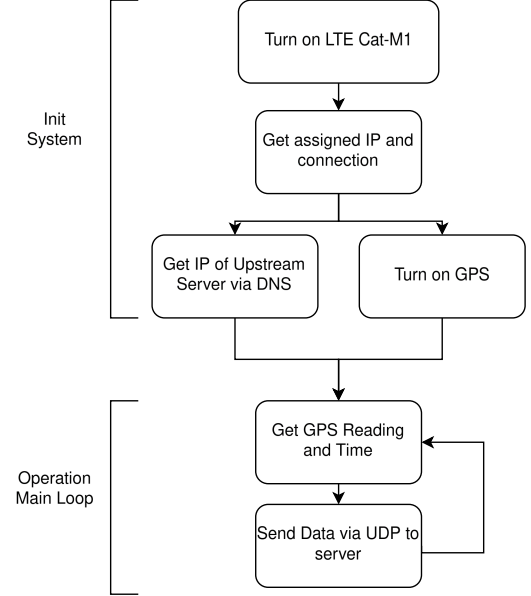 Turn on LTE Cat-M1
Init
System
Get assigned IP and
connection
Get IP of Upstream
Server via DNS
Turn on GPS
Get GPS Reading
and Time
Operation
Main Loop
Send Data via UDP to
server